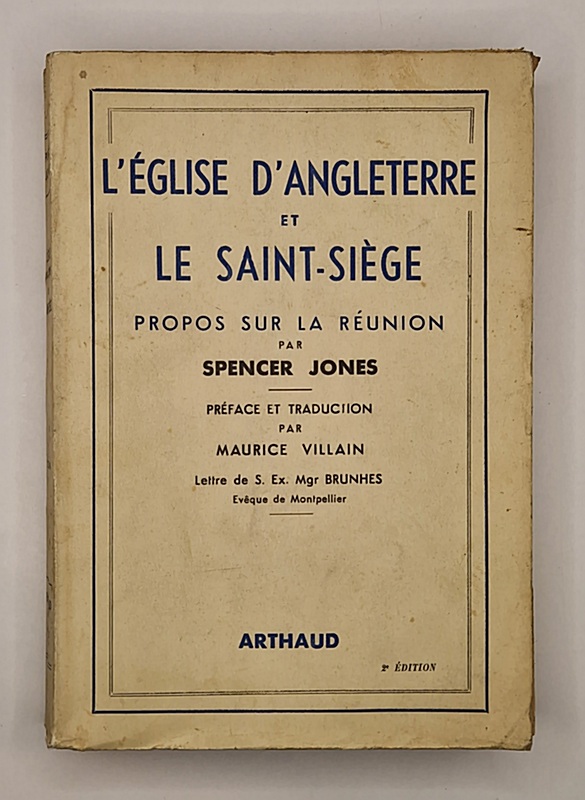 L'ÉGLISE D'ANGLETERRE
ET
LE SAINT-SIÈGE
PROPOS SUR LA RÉUNION
PAR
SPENCER JONES
PRÉFACE ET TRADUCTION
PAR
MAURICE VILLAIN
Lettre de S. Ex. Mgr BRUNHES
Evêque de Montpellier
ARTHAUD
2e ÉDITION